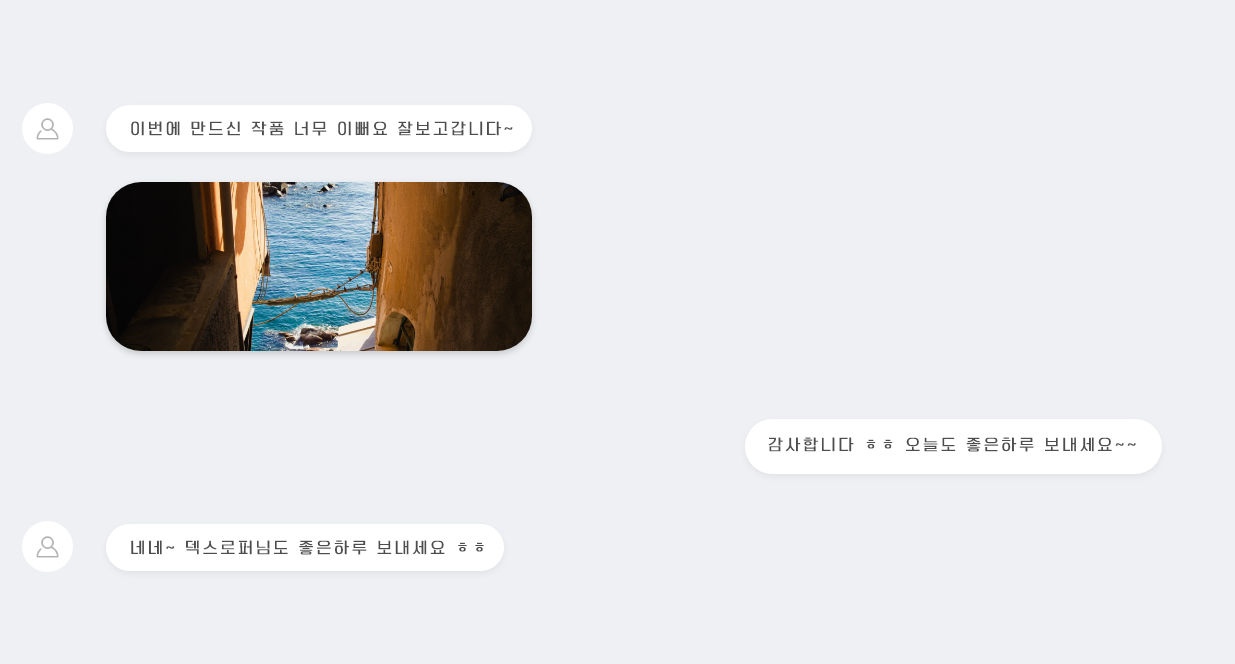 이번에 만드신 작품 너무 이뻐요 잘보고갑니다~
감사합니다 ㅎㅎ 오늘도 좋은하루 보내세요~~
네네~ 덱스로퍼님도 좋은하루 보내세요 ㅎㅎ